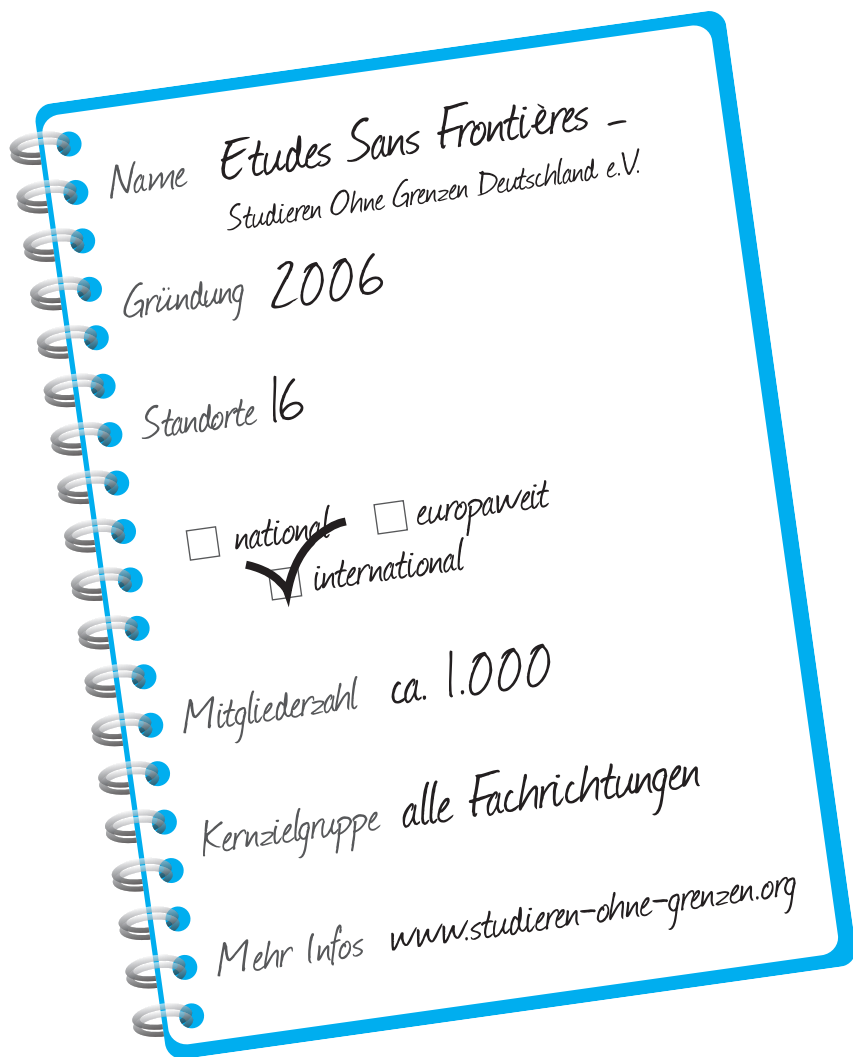 Name Etudes Sans Frontières –
Studieren Ohne Grenzen Deutschland e.V.
Gründung 2006
Standorte 16
national europaweit
international
Mitgliederzahl ca. 1.000
Kernzielgruppe alle Fachrichtungen
Mehr Infos www.studieren-ohne-grenzen.org